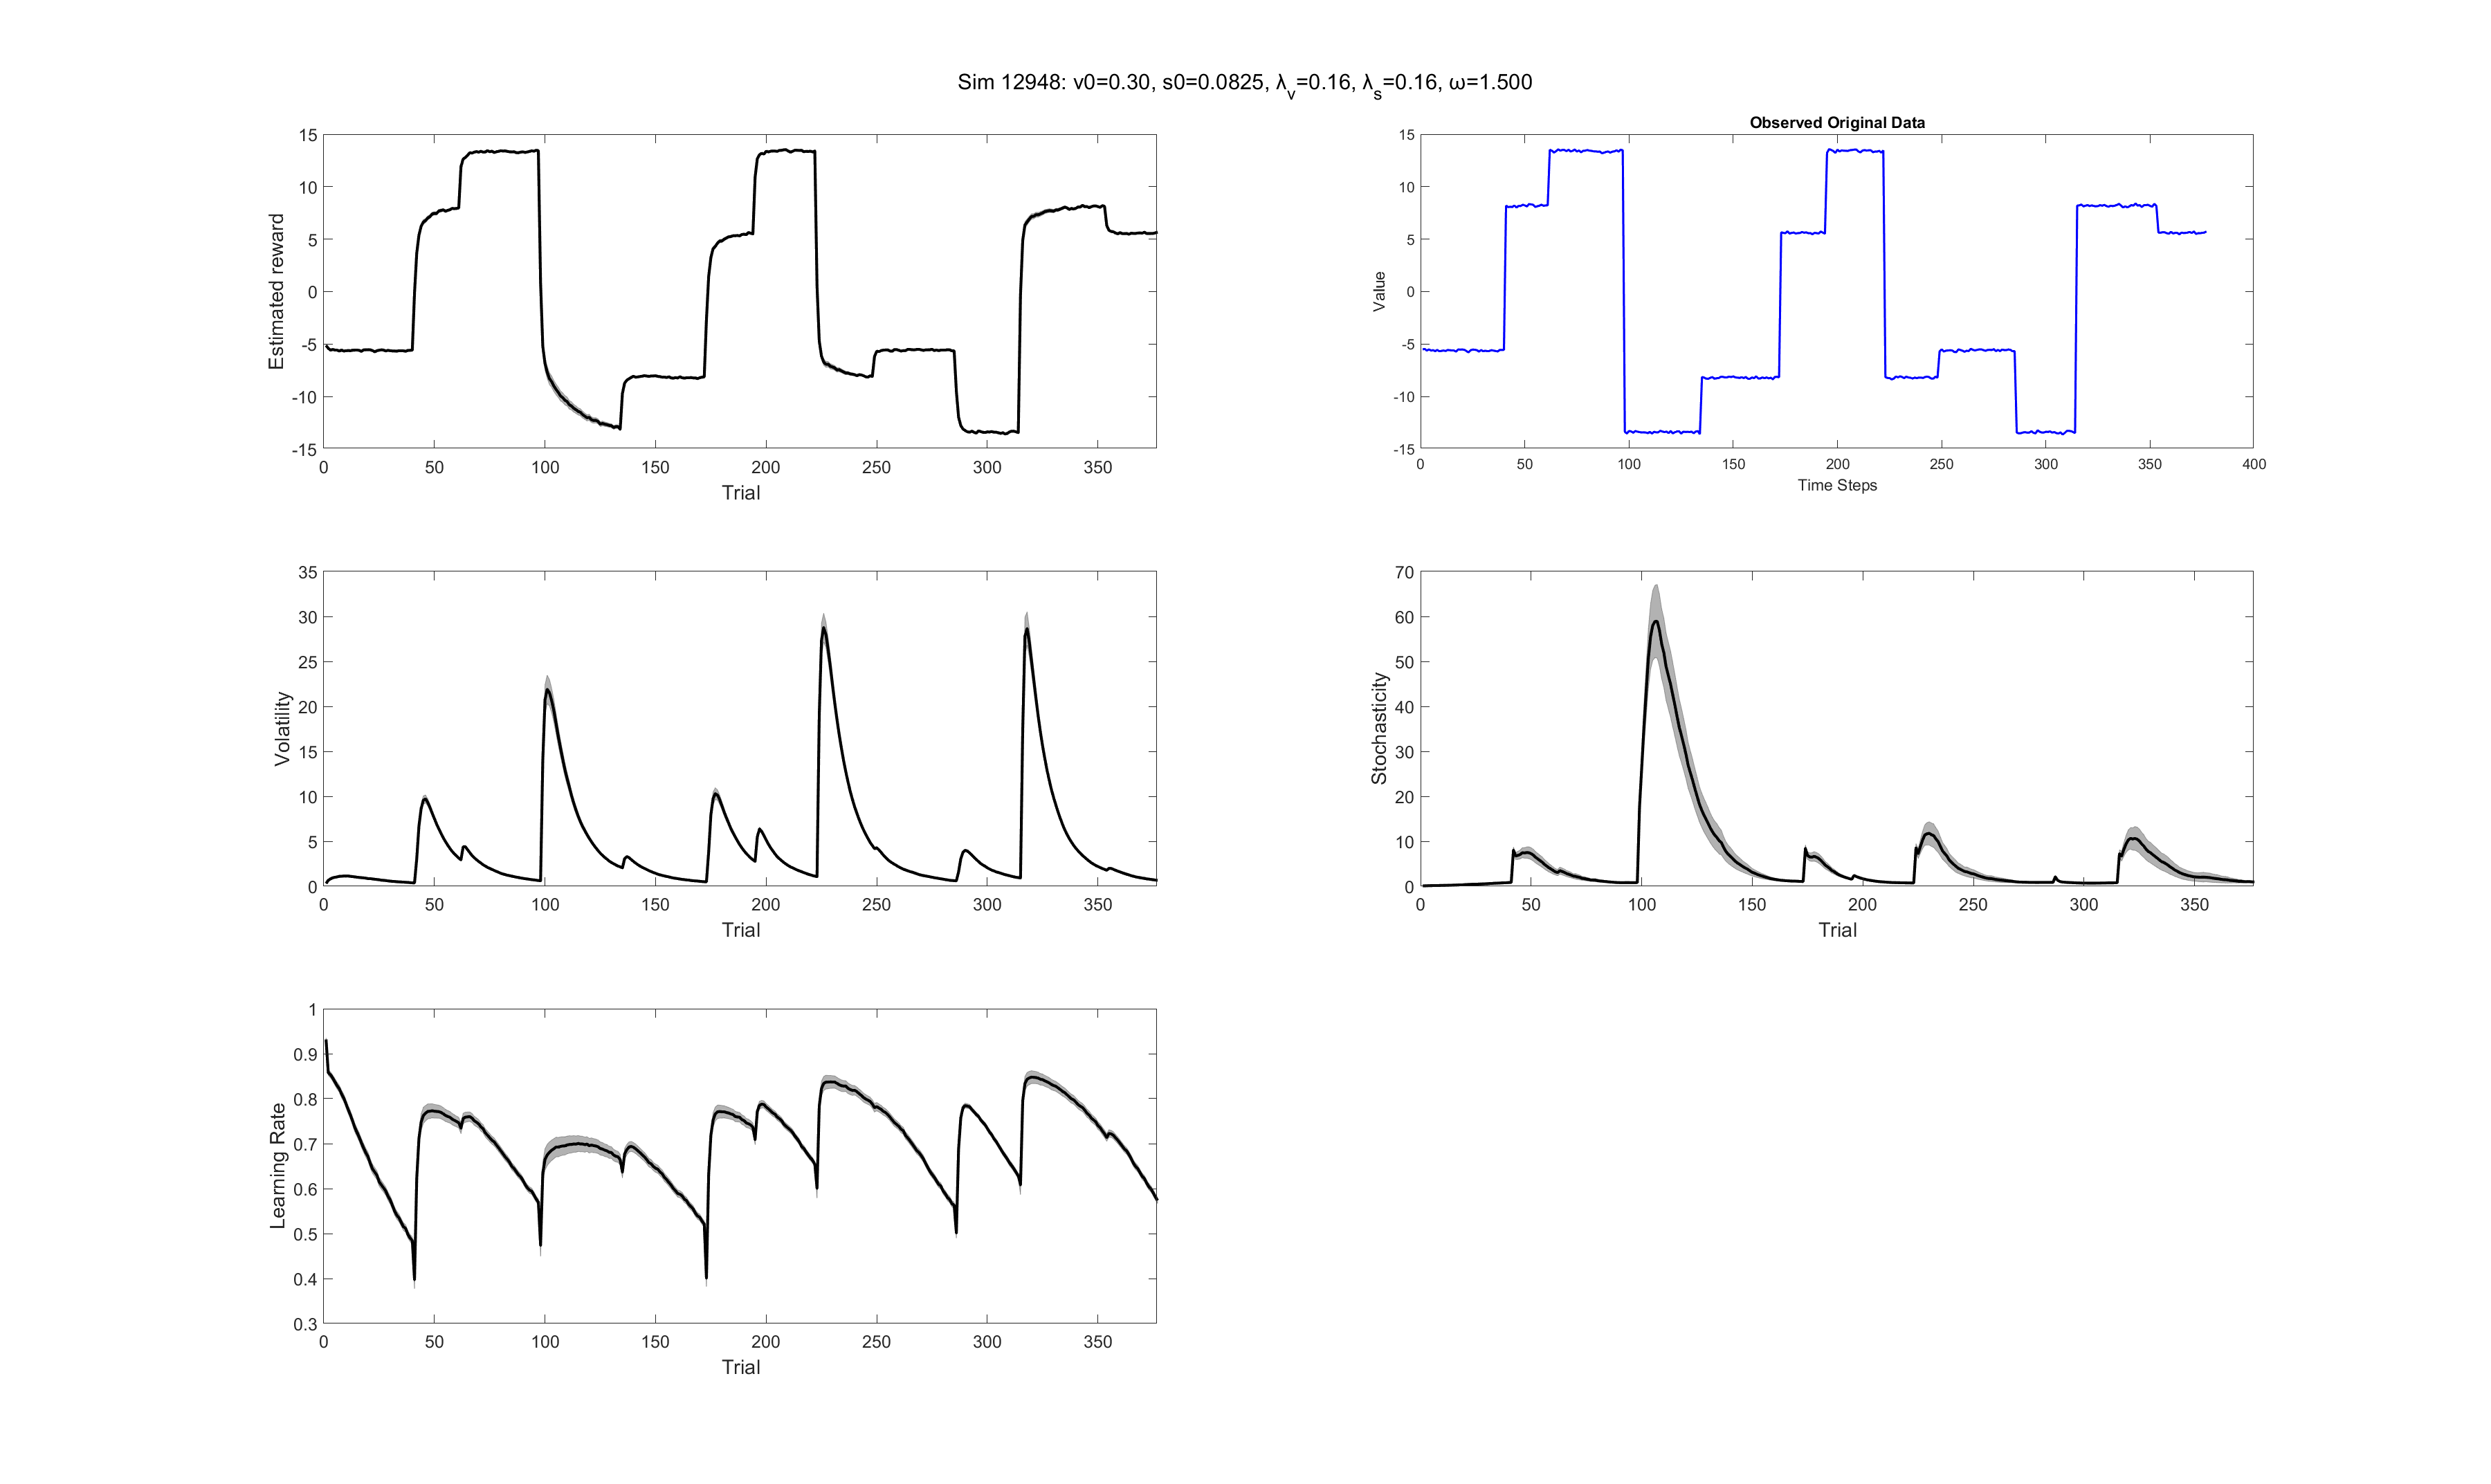 Sim 12948: v0=0.30, s0=0.0825, λv=0.16, λs=0.16, ω=1.500
15
10
5
0
-5
-10
-15
Estimated reward
0 50 100 150 200 250 300 350
Trial
Observed Original Data
15
10
5
0
-5
-10
-15
Value
0 50 100 150 200 250 300 350 400
Time Steps
35
30
25
20
15
10
5
0
Volatility
0 50 100 150 200 250 300 350
Trial
70
60
50
40
30
20
10
0
Stochasticity
0 50 100 150 200 250 300 350
Trial
1
0.9
0.8
0.7
0.6
0.5
0.4
0.3
Learning Rate
0 50 100 150 200 250 300 350
Trial